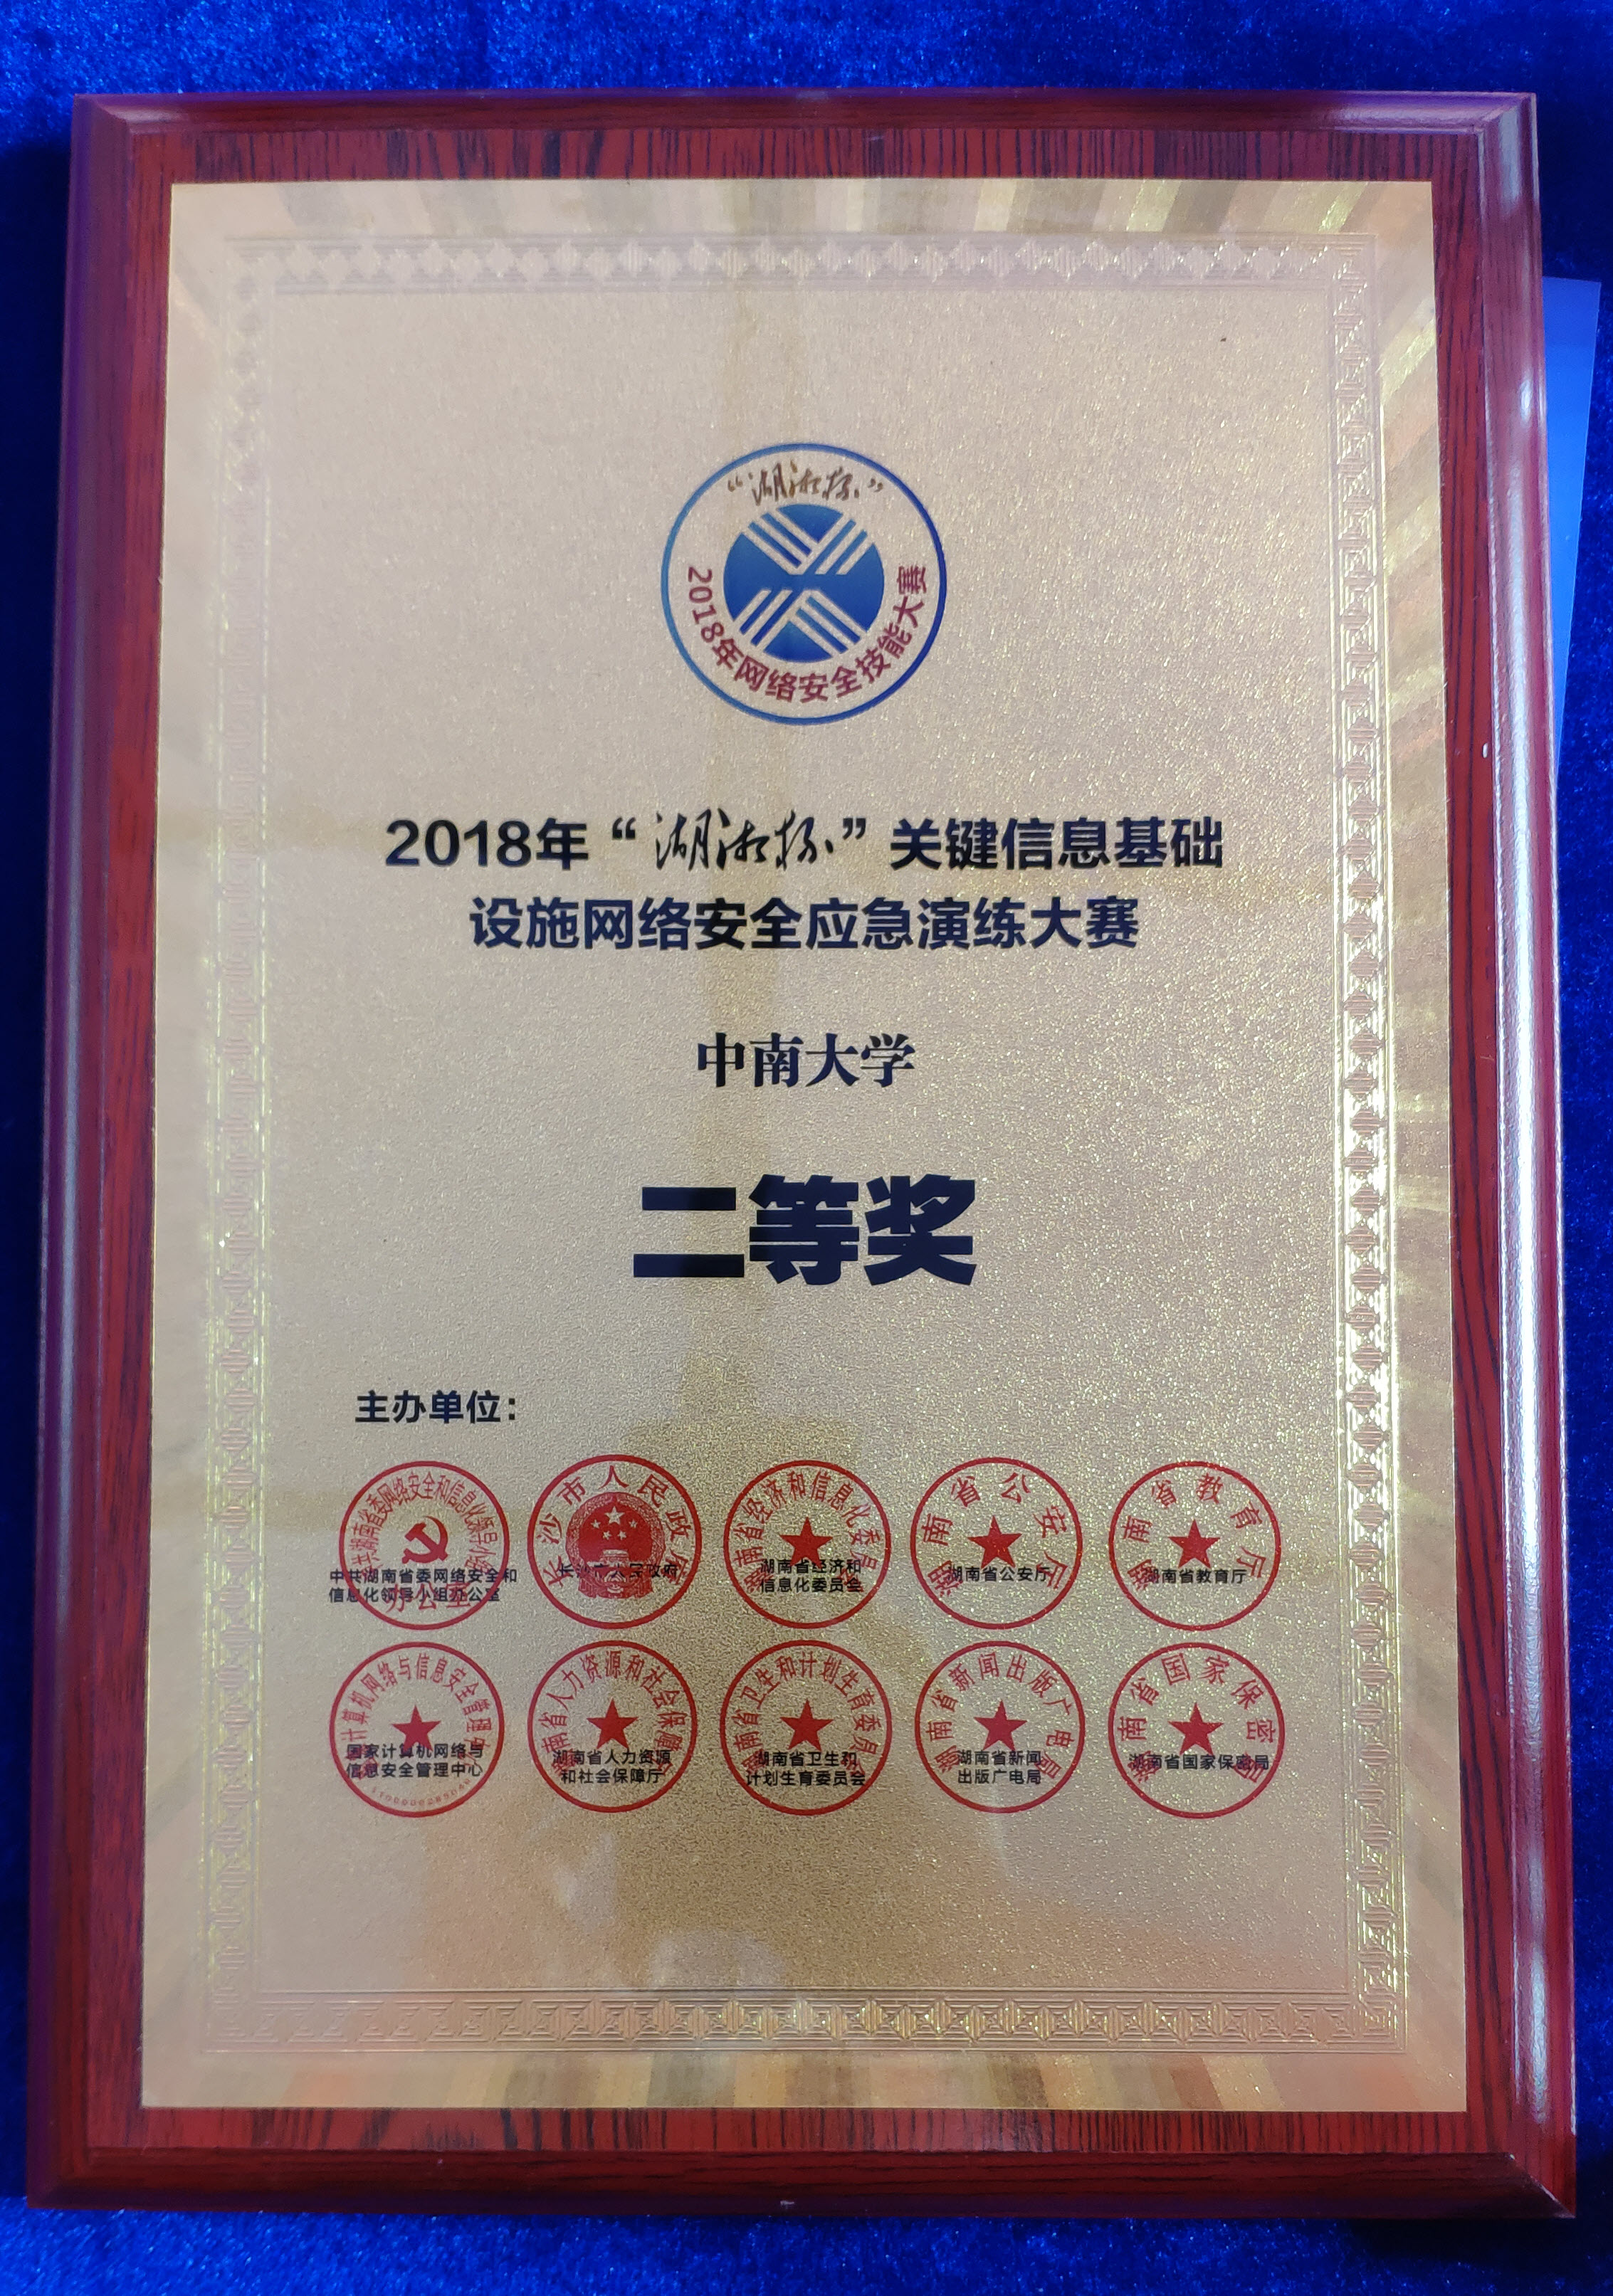 “湖湘杯”
2018年网络安全技能大赛
2018年“湖湘杯”关键信息基础
设施网络安全应急演练大赛
中南大学
二等奖
主办单位：
中共湖南省委网络安全和信息化领导小组
办公室
中共湖南省委网络安全和
信息化领导小组办公室
长沙市人民政府
长沙市人民政府
湖南省经济和信息化委员会
湖南省经济和
信息化委员会
湖南省公安厅
湖南省公安厅
湖南省教育厅
湖南省教育厅
国家计算机网络与信息安全管理中心
国家计算机网络与
信息安全管理中心
湖南省人力资源和社会保障厅
湖南省人力资源
和社会保障厅
湖南省卫生和计划生育委员会
湖南省卫生和
计划生育委员会
湖南省新闻出版广电局
湖南省新闻
出版广电局
湖南省国家保密局
湖南省国家保密局